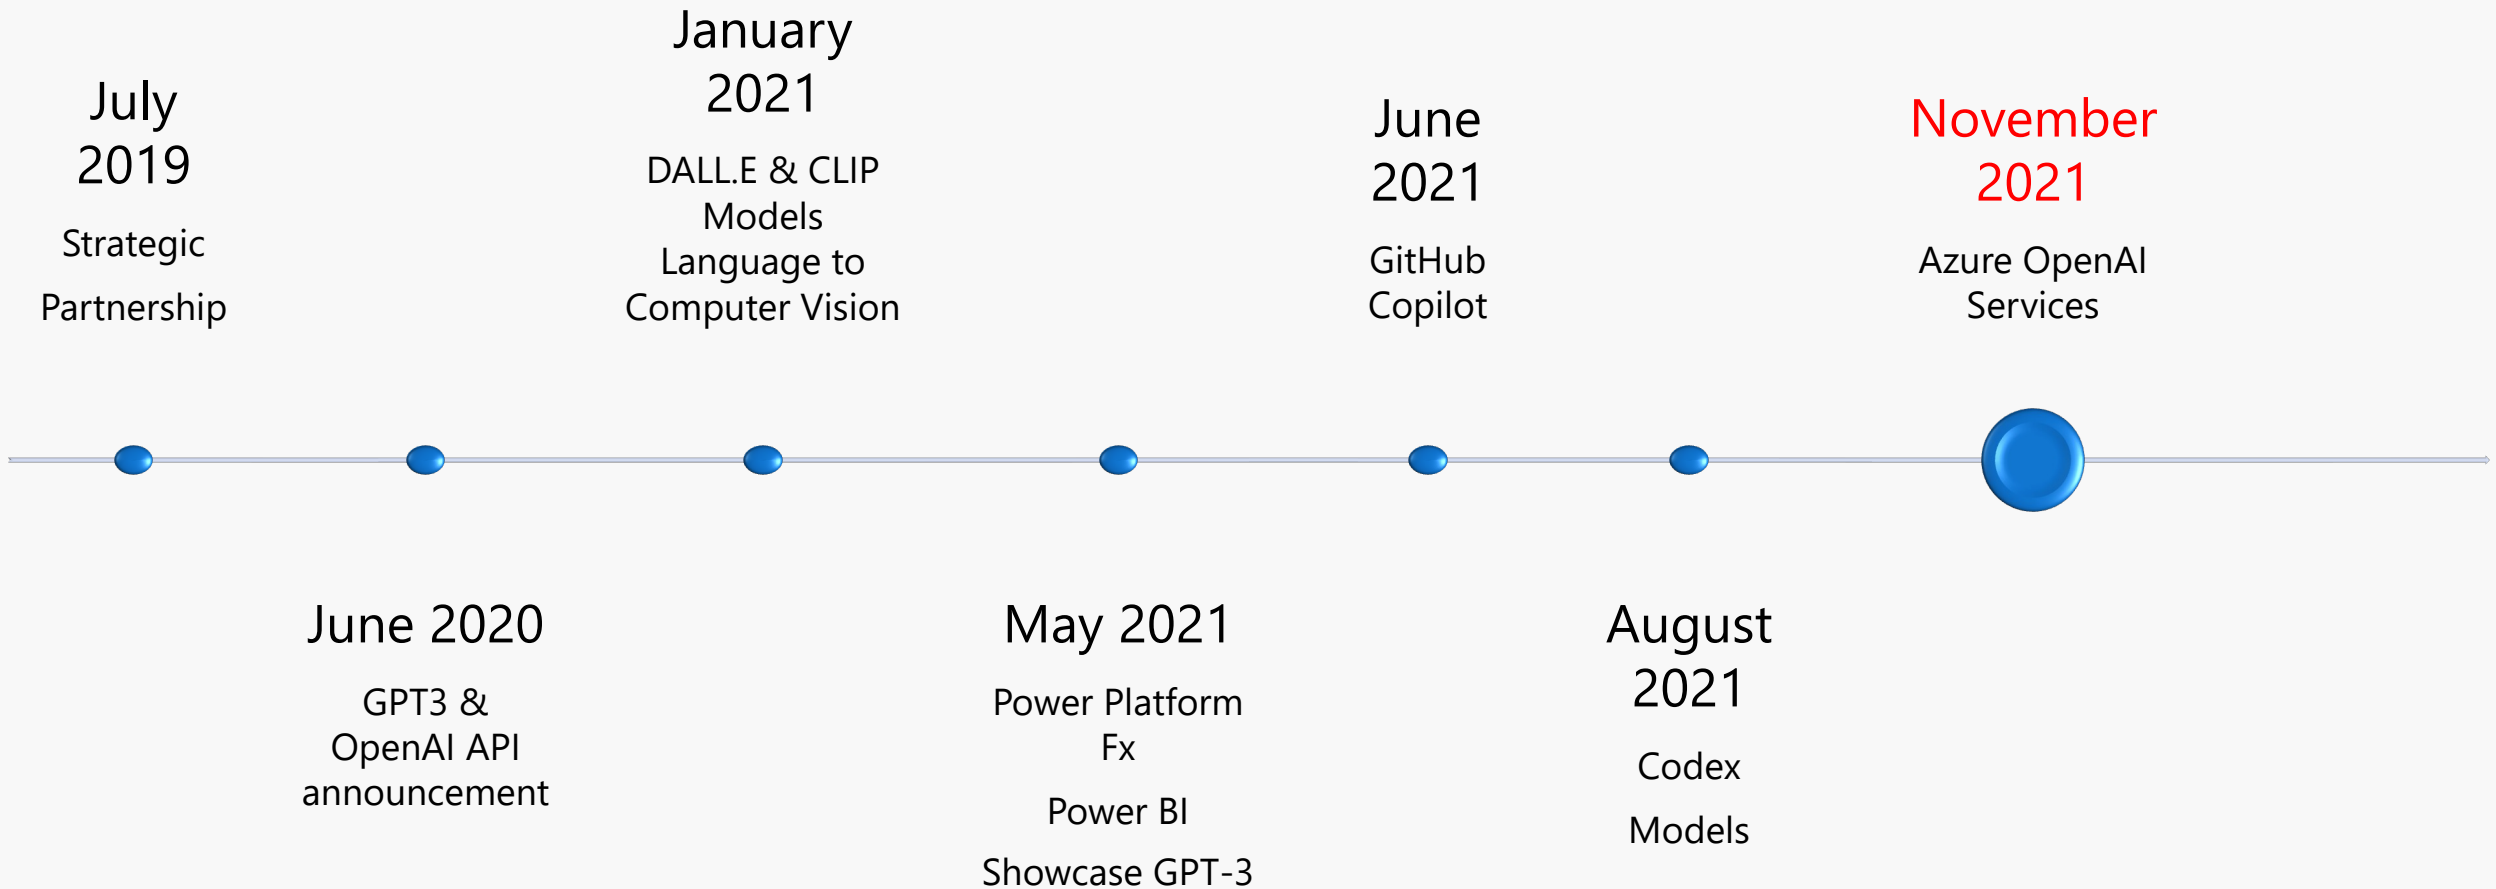 July
2019
Strategic
Partnership
June 2020
GPT3 &
OpenAI API
announcement
January
2021
DALL.E & CLIP
Models
Language to
Computer Vision
May 2021
Power Platform
Fx
Power BI
Showcase GPT-3
June
2021
GitHub
Copilot
August
2021
Codex
Models
November
2021
Azure OpenAI
Services